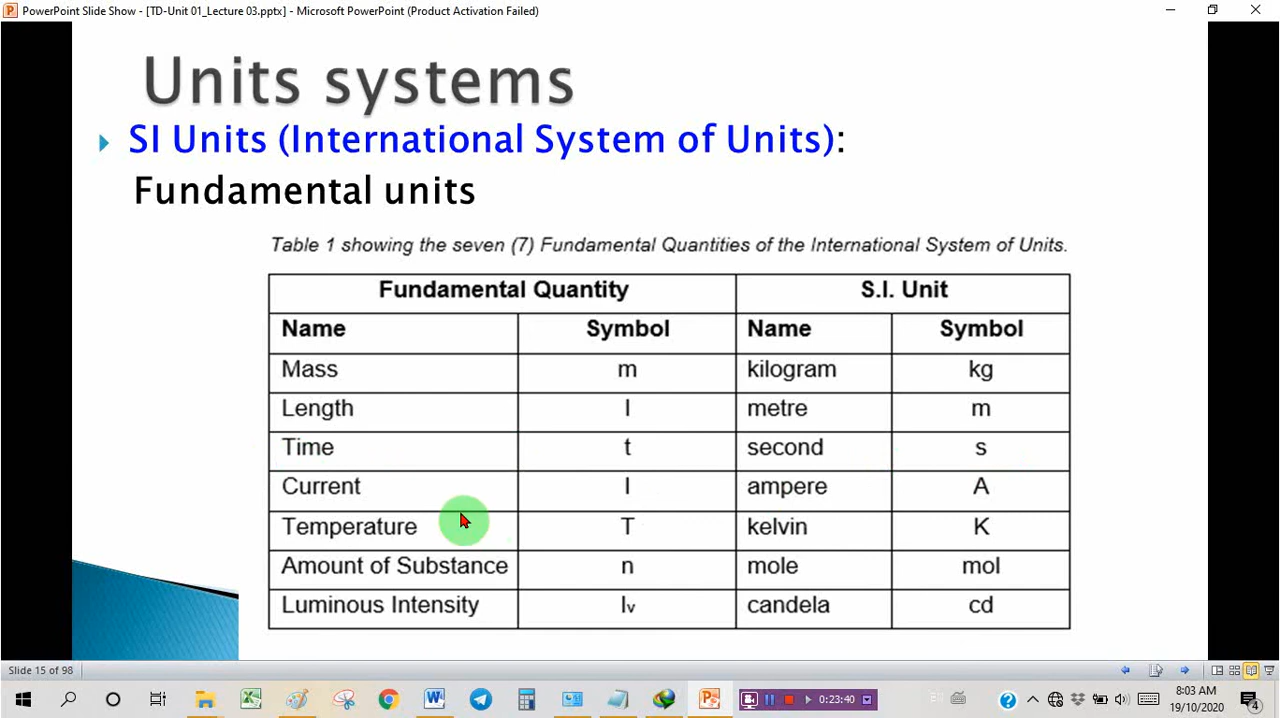 PowerPoint Slide Show - [TD-Unit 01_Lecture 03.pptx] - Microsoft PowerPoint (Product Activation Failed)
Units systems
SI Units (International System of Units):
Fundamental units
Table 1 showing the seven (7) Fundamental Quantities of the International System of Units.
Fundamental Quantity S.I. Unit
Name Symbol Name Symbol
Mass m kilogram kg
Length l metre m
Time t second s
Current I ampere A
Temperature T kelvin K
Amount of Substance n mole mol
Luminous Intensity Iv candela cd
Slide 15 of 98
0:23:40
8:03 AM
19/10/2020
4